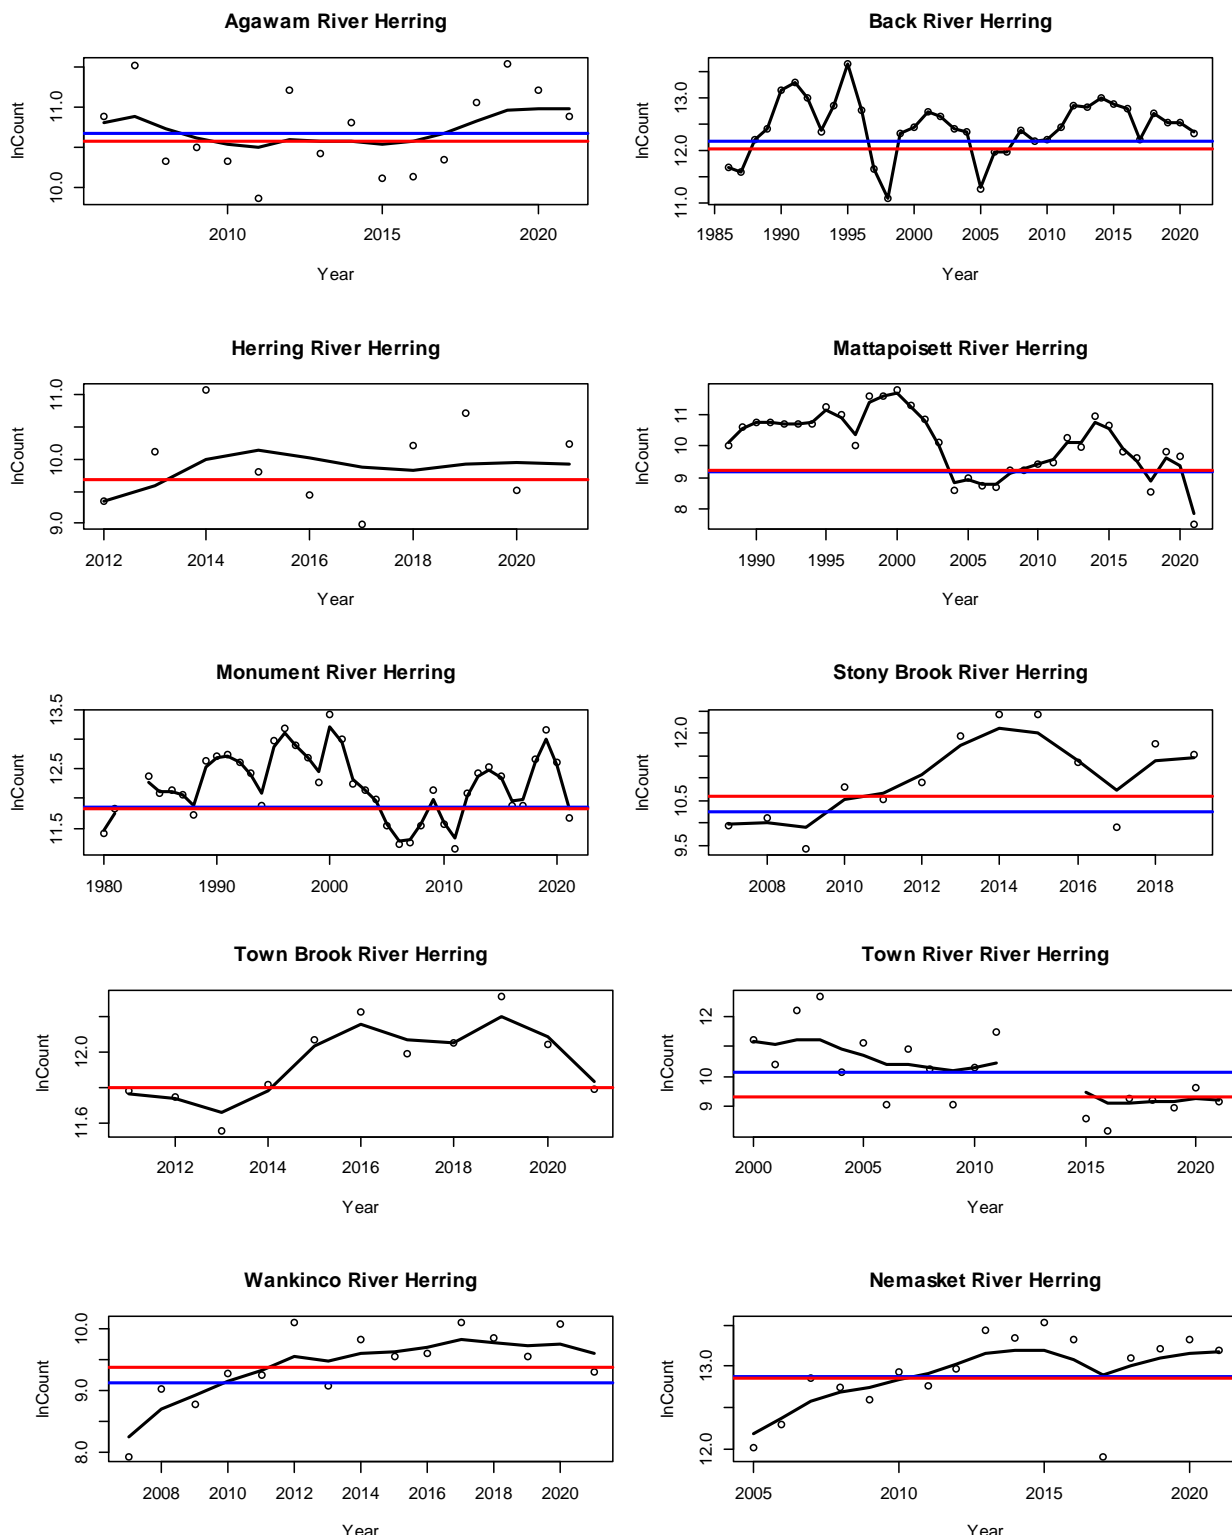 Agawam River Herring
lnCount
11.0
10.0
2010 2015 2020
Year
Back River Herring
lnCount
13.0
12.0
11.0
1985 1990 1995 2000 2005 2010 2015 2020
Year
Herring River Herring
lnCount
11.0
10.0
9.0
2012 2014 2016 2018 2020
Year
Mattapoisett River Herring
lnCount
11
10
9
8
1990 1995 2000 2005 2010 2015 2020
Year
Monument River Herring
lnCount
13.5
12.5
11.5
1980 1990 2000 2010 2020
Stony Brook River Herring
lnCount
12.0
10.5
9.5
2008 2010 2012 2014 2016 2018
Town Brook River Herring
lnCount
12.0
11.6
2012 2014 2016 2018 2020
Year
Town River River Herring
lnCount
12
10
9
2000 2005 2010 2015 2020
Year
Wankinco River Herring
lnCount
10.0
9.0
8.0
2008 2010 2012 2014 2016 2018 2020
Year
Nemasket River Herring
lnCount
13.0
12.0
2005 2010 2015 2020
Year